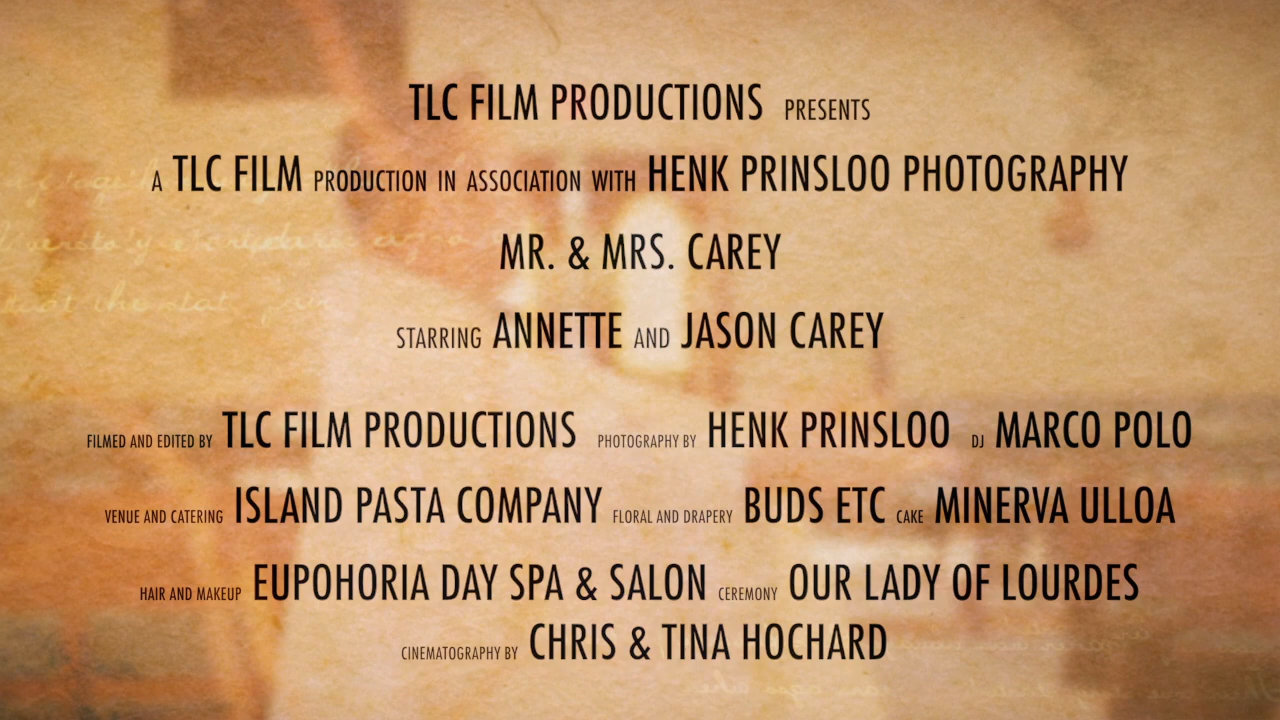 TLC FILM PRODUCTIONS PRESENTS
A TLC FILM PRODUCTION IN ASSOCIATION WITH HENK PRINSLOO PHOTOGRAPHY
MR. & MRS. CAREY
STARRING ANNETTE AND JASON CAREY
FILMED AND EDITED BY TLC FILM PRODUCTIONS PHOTOGRAPHY BY HENK PRINSLOO DJ MARCO POLO
VENUE AND CATERING ISLAND PASTA COMPANY FLORAL AND DRAPERY BUDS ETC CAKE MINERVA ULLOA
HAIR AND MAKEUP EUPOHORIA DAY SPA & SALON CEREMONY OUR LADY OF LOURDES
CINEMATOGRAPHY BY CHRIS & TINA HOCHARD